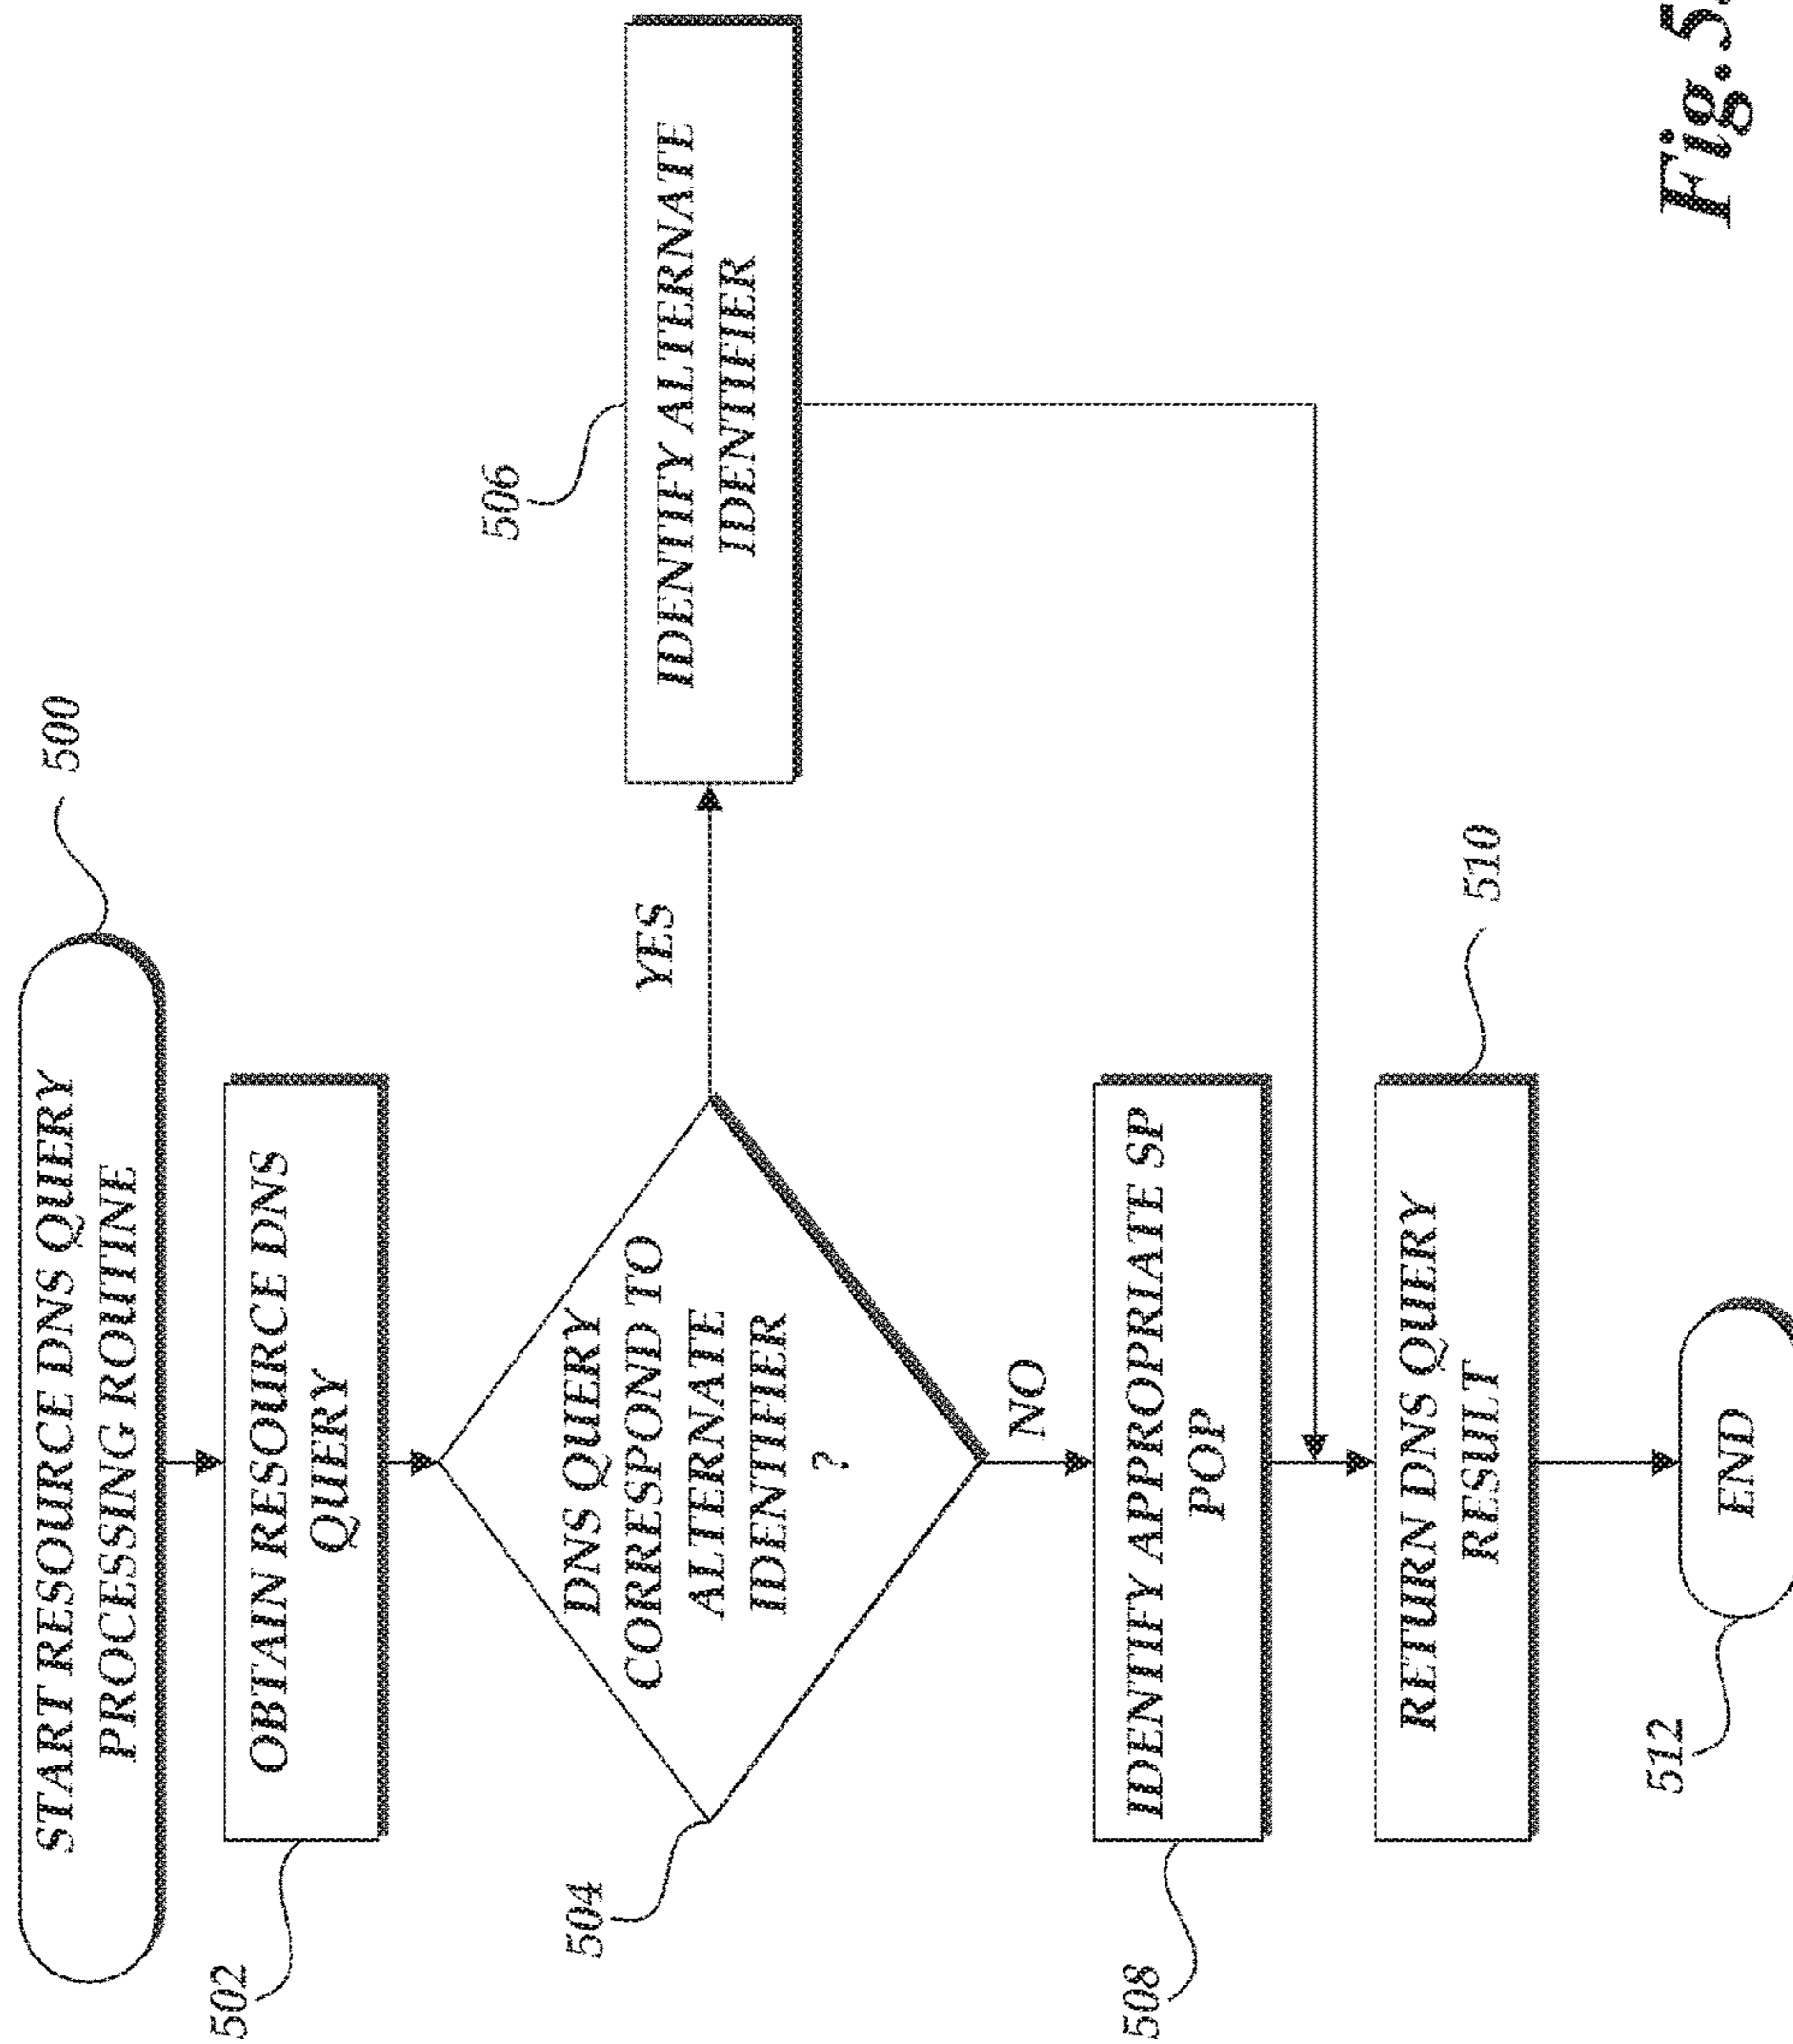 START RESOURCE DNS QUERY
PROCESSING ROUTINE
500
OBTAIN RESOURCE DNS
QUERY
502
DNS QUERY
CORRESPOND TO
ALTERNATE
IDENTIFIER
?
504
YES
506
IDENTIFY ALTERNATE
IDENTIFIER
NO
IDENTIFY APPROPRIATE SP
POP
508
RETURN DNS QUERY
RESULT
510
END
512
Fig.5.